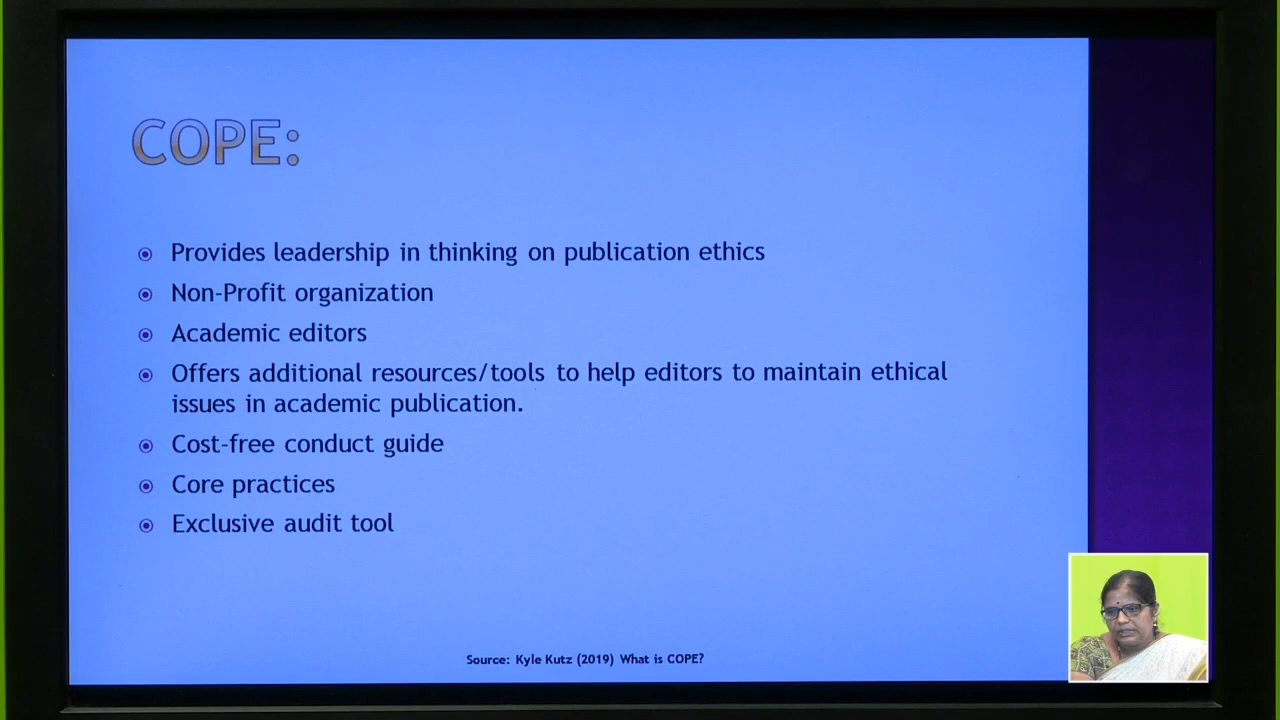 COPE:
Provides leadership in thinking on publication ethics
Non-Profit organization
Academic editors
Offers additional resources/tools to help editors to maintain ethical
issues in academic publication.
Cost-free conduct guide
Core practices
Exclusive audit tool
Source: Kyle Kutz (2019) What is COPE?